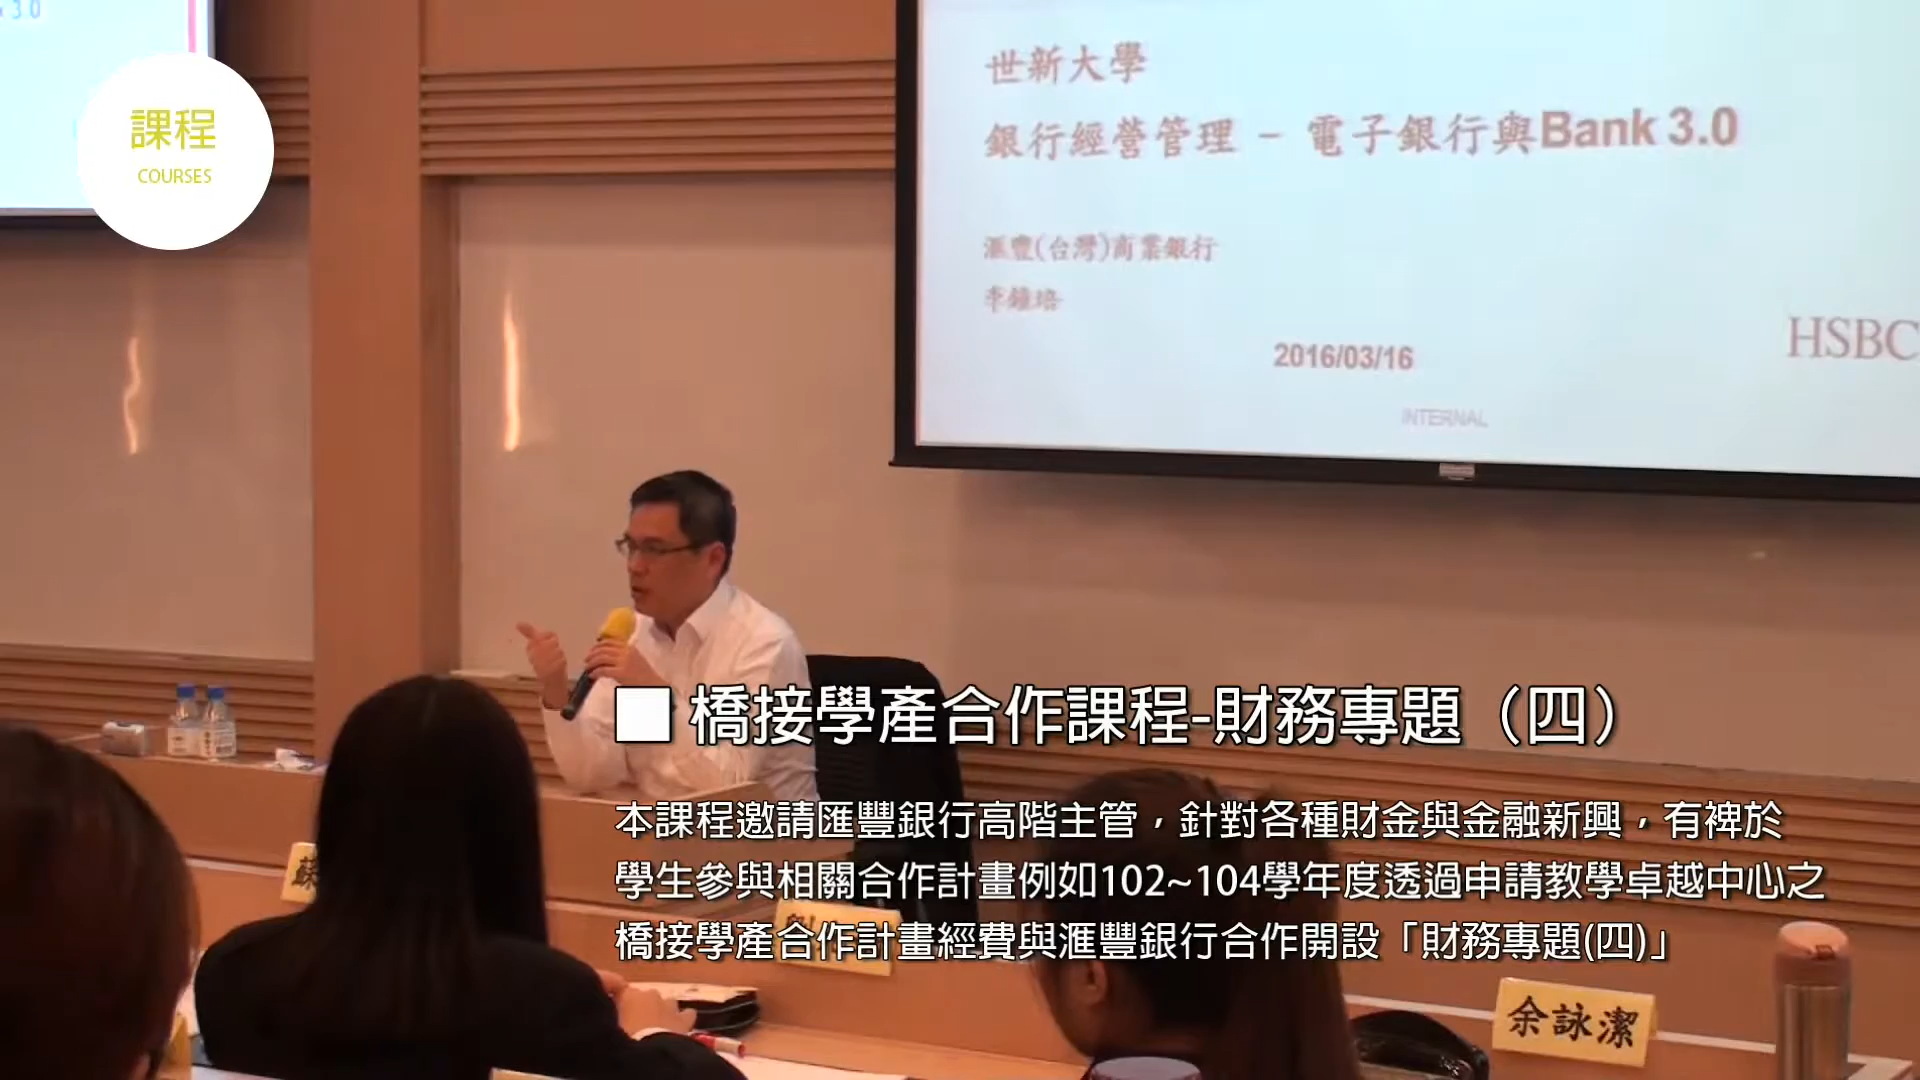 3.0
課程
COURSES
世新大學
銀行經營管理 – 電子銀行與Bank 3.0
滙豐(台灣)商業銀行
2016/03/16
HSBC
INTERNAL
■ 橋接學產合作課程-財務專題（四）
本課程邀請匯豐銀行高階主管，針對各種財金與金融新興，有裨於
學生參與相關合作計畫例如102~104學年度透過申請教學卓越中心之
橋接學產合作計畫經費與滙豐銀行合作開設「財務專題(四)」
蘇
余詠潔